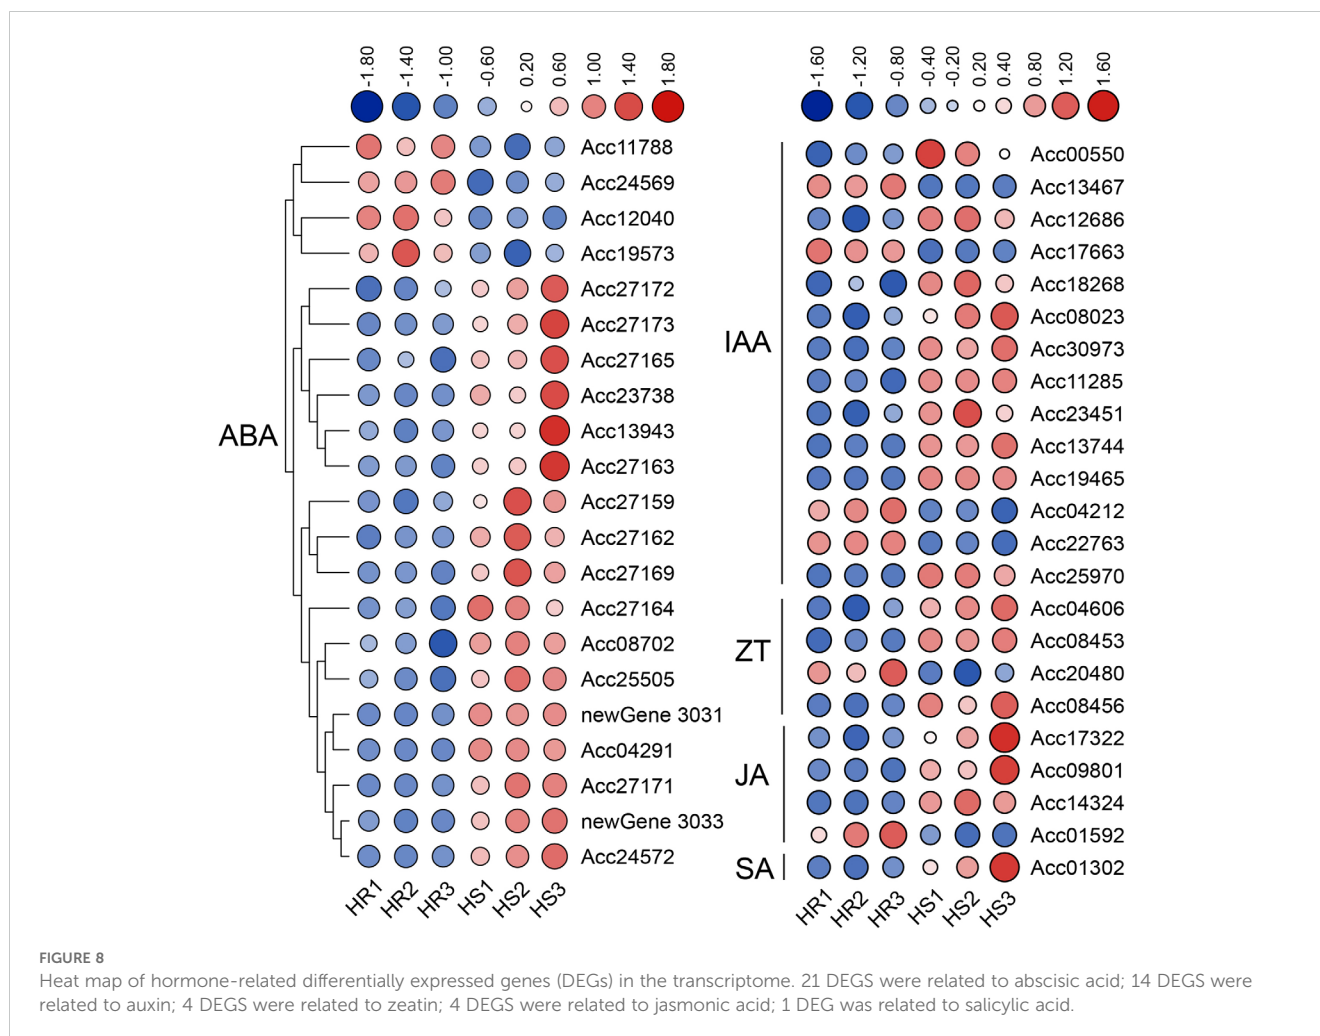 -1.80
-1.40
-1.00
-0.60
0.20
0.60
1.00
1.40
1.80
Acc11788
Acc24569
Acc12040
Acc19573
Acc27172
Acc27173
Acc27165
Acc23738
Acc13943
Acc27163
Acc27159
Acc27162
Acc27169
Acc27164
Acc08702
Acc25505
newGene 3031
Acc04291
Acc27171
newGene 3033
Acc24572
ABA
HR1
HR2
HR3
HS1
HS2
HS3
-1.60
-1.20
-0.80
-0.40
-0.20
0.20
0.40
0.80
1.20
1.60
IAA
Acc00550
Acc13467
Acc12686
Acc17663
Acc18268
Acc08023
Acc30973
Acc11285
Acc23451
Acc13744
Acc19465
Acc04212
Acc22763
Acc25970
ZT
Acc04606
Acc08453
Acc20480
Acc08456
JA
Acc17322
Acc09801
Acc14324
Acc01592
SA
Acc01302
HR1
HR2
HR3
HS1
HS2
HS3
FIGURE 8
Heat map of hormone-related differentially expressed genes (DEGs) in the transcriptome. 21 DEGS were related to abscisic acid; 14 DEGS were
related to auxin; 4 DEGS were related to zeatin; 4 DEGS were related to jasmonic acid; 1 DEG was related to salicylic acid.